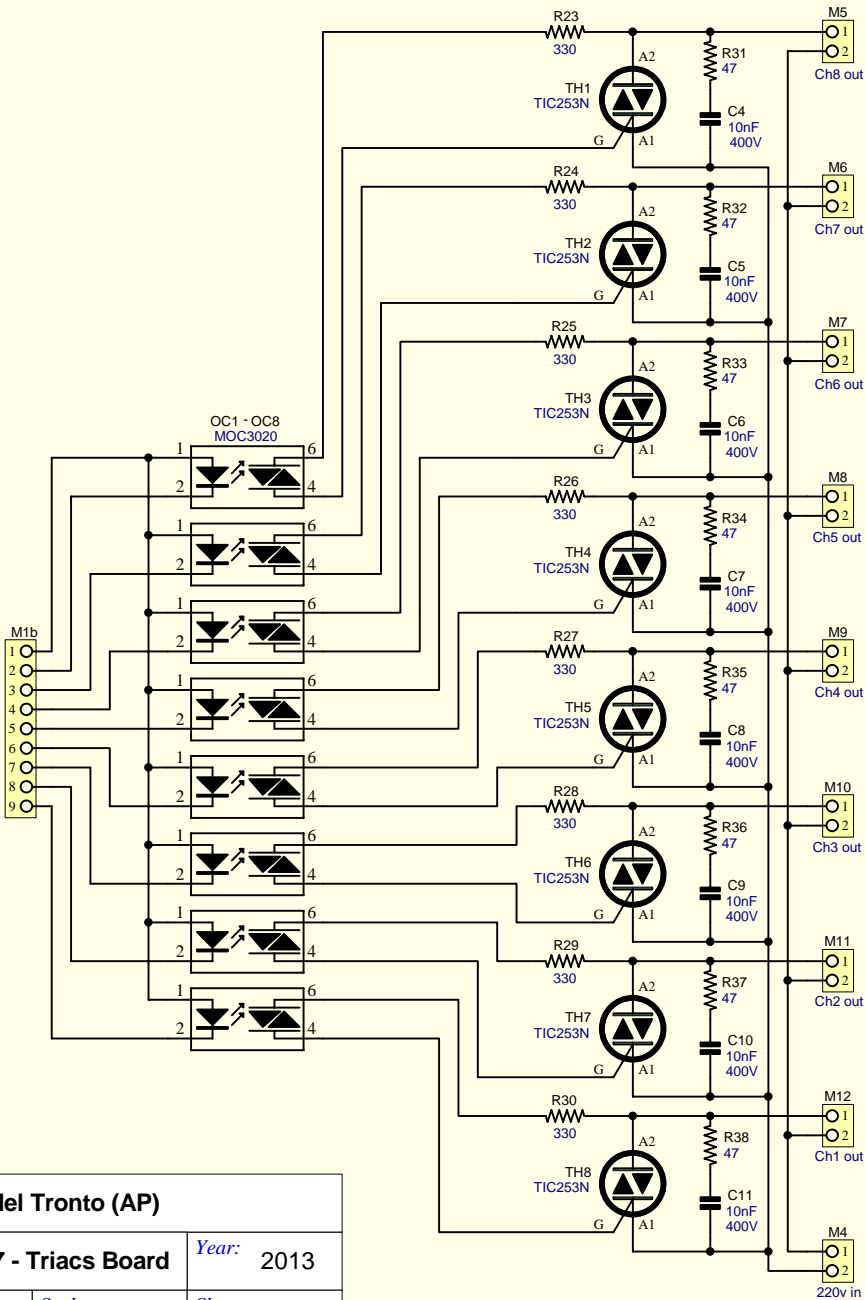 M5
R23
330
1
2
Ch8 out
R31
47
A2
TH1
TIC253N
C4
10nF
400V
G
A1
M6
R24
330
1
2
Ch7 out
R32
47
A2
TH2
TIC253N
C5
10nF
400V
G
A1
M7
R25
330
1
2
Ch6 out
R33
47
A2
TH3
TIC253N
C6
10nF
400V
G
A1
M8
R26
330
1
2
Ch5 out
R34
47
A2
TH4
TIC253N
C7
10nF
400V
G
A1
M9
R27
330
1
2
Ch4 out
R35
47
A2
TH5
TIC253N
C8
10nF
400V
G
A1
M10
R28
330
1
2
Ch3 out
R36
47
A2
TH6
TIC253N
C9
10nF
400V
G
A1
M11
R29
330
1
2
Ch2 out
R37
47
A2
TH7
TIC253N
C10
10nF
400V
G
A1
M12
R30
330
1
2
Ch1 out
R38
47
A2
TH8
TIC253N
C11
10nF
400V
G
A1
M4
1
2
220v in
OC1 - OC8
MOC3020
1 6
2 4
1 6
2 4
1 6
2 4
1 6
2 4
1 6
2 4
1 6
2 4
1 6
2 4
1 6
2 4
M1b
1
2
3
4
5
6
7
8
9
del Tronto (AP)
7 - Triacs Board
Year: 2013